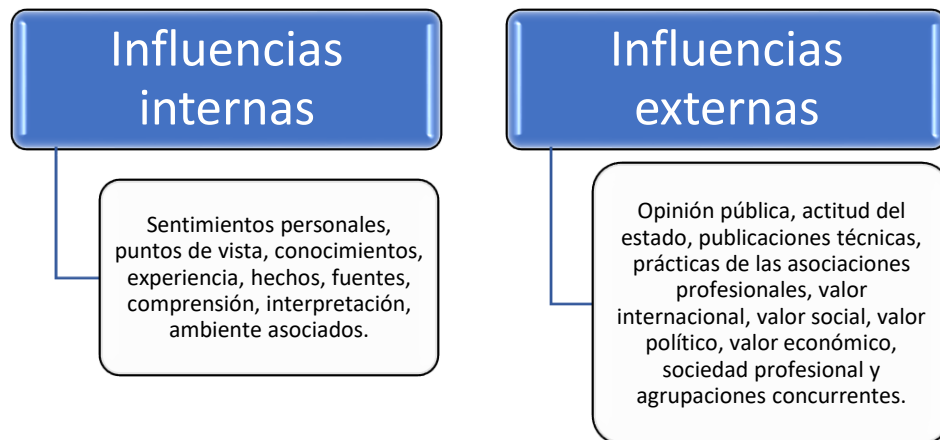 Influencias
internas
Sentimientos personales,
puntos de vista, conocimientos,
experiencia, hechos, fuentes,
comprensión, interpretación,
ambiente asociados.
Influencias
externas
Opinión pública, actitud del
estado, publicaciones técnicas,
prácticas de las asociaciones
profesionales, valor
internacional, valor social, valor
político, valor económico,
sociedad profesional y
agrupaciones concurrentes.